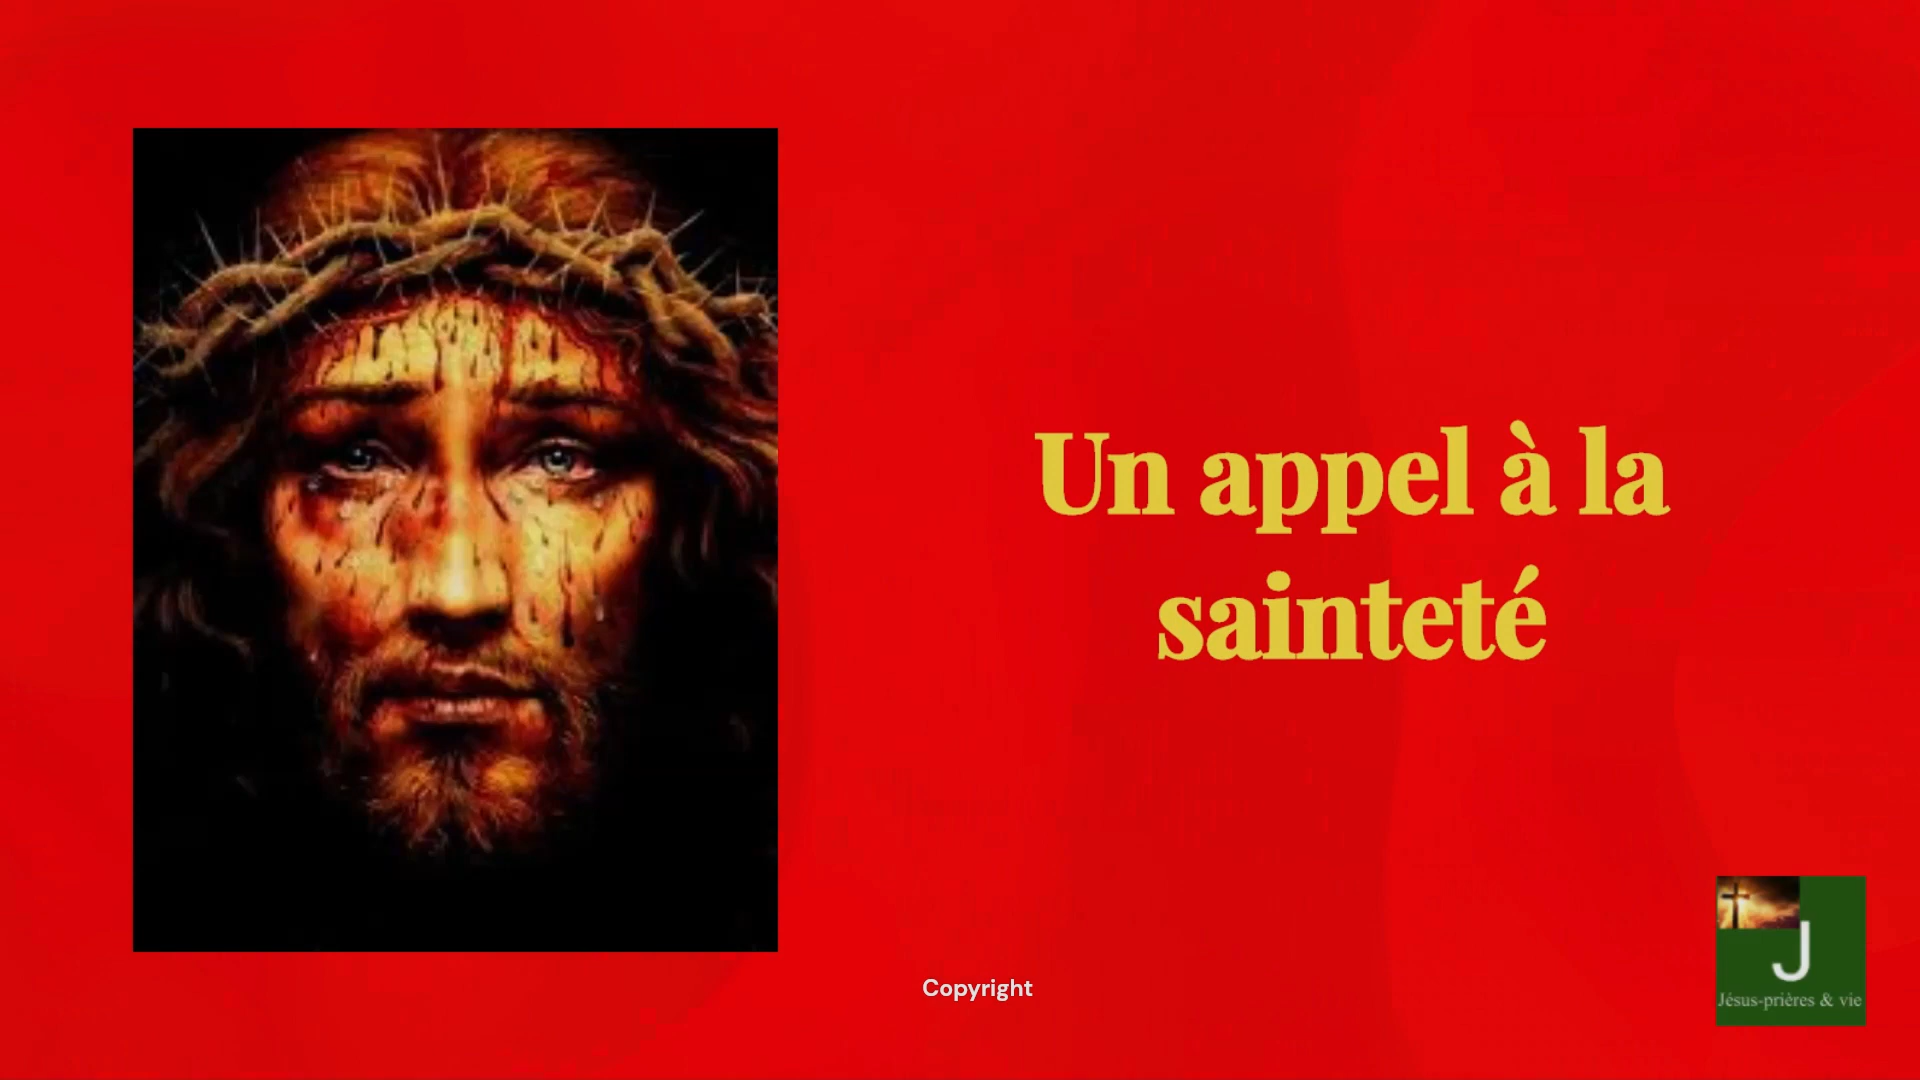 Un appel à la
sainteté
Copyright
J
Jésus-prières & vie